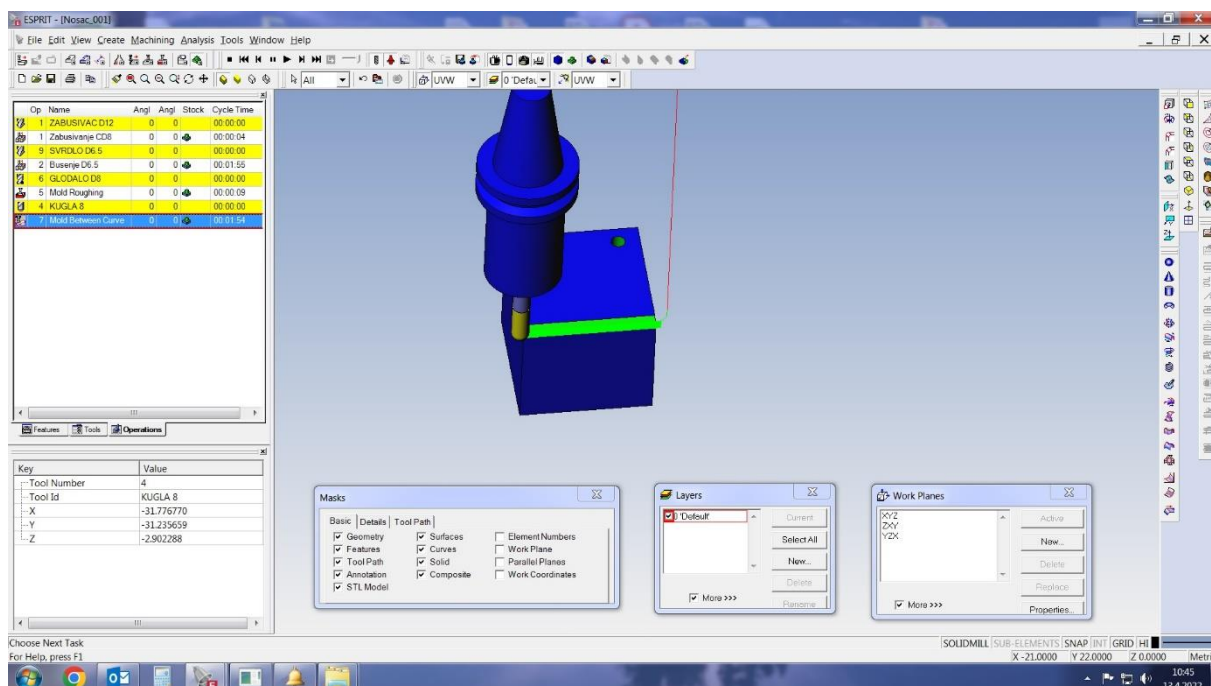 ESPRIT - [Nosac_001]
File Edit View Create Machining Analysis Tools Window Help
All
UVW
0 'Defau
UVW
Op Name Angl Angl Stock Cycle Time
1 ZABUSIVAC D12 0 0 00:00:00
1 Zabusivanje CD8 0 0 00:00:04
9 SVRDLO D6.5 0 0 00:00:00
2 Busenje D6.5 0 0 00:01:55
6 GLODALO D8 0 0 00:00:00
5 Mold Roughing 0 0 00:00:09
4 KUGLA 8 0 0 00:00:00
7 Mold Between Curve 0 0 00:01:54
Features Tools Operations
Key Value
Tool Number 4
Tool Id KUGLA 8
X -31.776770
Y -31.235659
Z -2.902288
Masks
Basic Details Tool Path
Geometry Surfaces Element Numbers
Features Curves Work Plane
Tool Path Solid Parallel Planes
Annotation Composite Work Coordinates
STL Model
Layers
0 'Default'
Current
Select All
New...
Delete
Rename
More >>>
Work Planes
XYZ
ZXY
YZX
Active
New...
Delete
Replace
Properties...
More >>>
Choose Next Task
SOLIDMILL SUB-ELEMENTS SNAP INT GRID HI
For Help, press F1
X -21.0000 Y 22.0000 Z 0.0000 Metri
10:45
13.4.2022